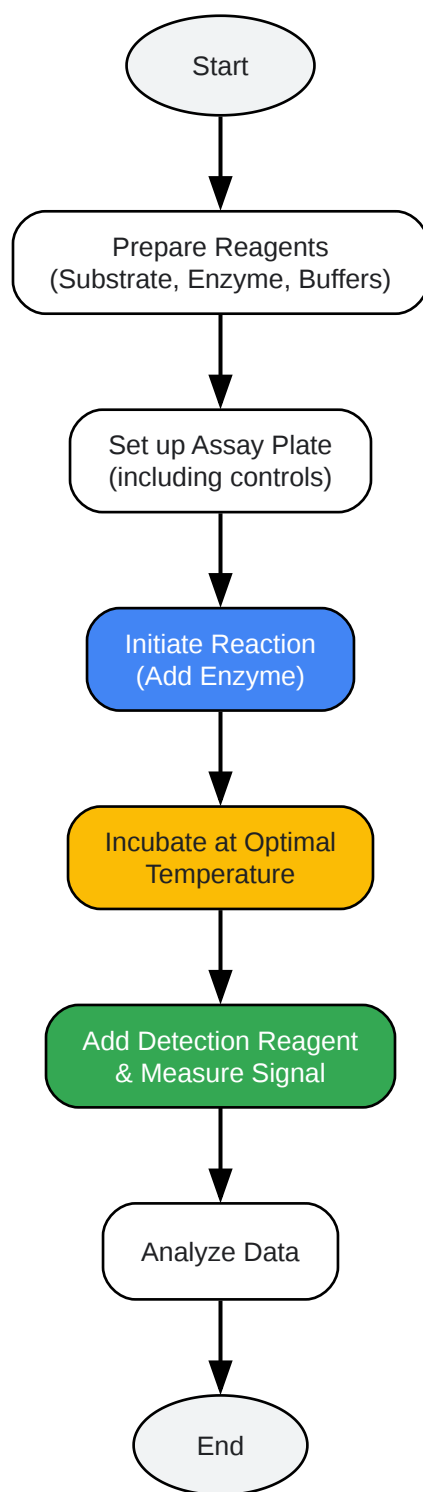 Start
Prepare Reagents
(Substrate, Enzyme, Buffers)
Set up Assay Plate
(including controls)
Initiate Reaction
(Add Enzyme)
Incubate at Optimal
Temperature
Add Detection Reagent
& Measure Signal
Analyze Data
End